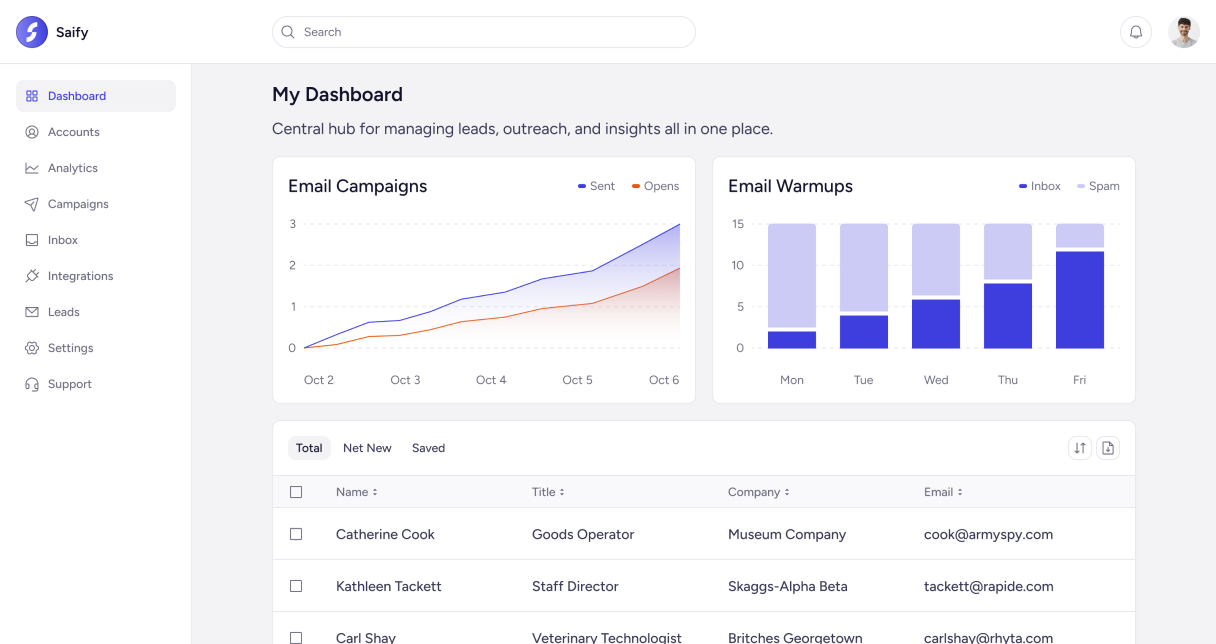 Saify
Search
Dashboard
Accounts
Analytics
Campaigns
Inbox
Integrations
Leads
Settings
Support
My Dashboard
Central hub for managing leads, outreach, and insights all in one place.
Email Campaigns
Sent Opens
3
2
1
0
Oct 2 Oct 3 Oct 4 Oct 5 Oct 6
Email Warmups
Inbox Spam
15
10
5
0
Mon Tue Wed Thu Fri
Total Net New Saved
Name Title Company Email
Catherine Cook Goods Operator Museum Company cook@armyspy.com
Kathleen Tackett Staff Director Skaggs-Alpha Beta tackett@rapide.com
Carl Shay Veterinary Technologist Britches Georgetown carlshay@rhyta.com